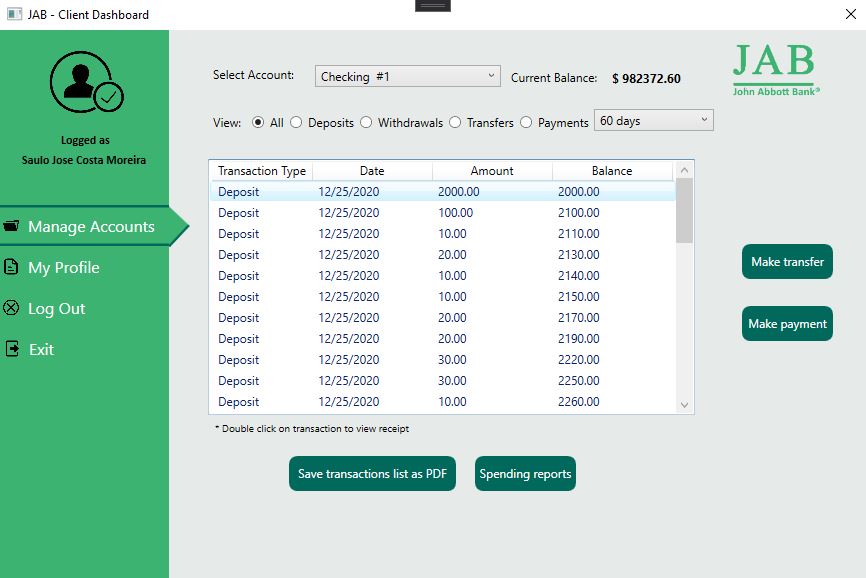 JAB - Client Dashboard
Logged as
Saulo Jose Costa Moreira
Manage Accounts
My Profile
Log Out
Exit
Select Account: Checking #1 Current Balance: $ 982372.60
JAB
John Abbott Bank®
View: All Deposits Withdrawals Transfers Payments 60 days
Transaction Type Date Amount Balance
Deposit 12/25/2020 2000.00 2000.00
Deposit 12/25/2020 100.00 2100.00
Deposit 12/25/2020 10.00 2110.00
Deposit 12/25/2020 20.00 2130.00
Deposit 12/25/2020 10.00 2140.00
Deposit 12/25/2020 10.00 2150.00
Deposit 12/25/2020 20.00 2170.00
Deposit 12/25/2020 20.00 2190.00
Deposit 12/25/2020 30.00 2220.00
Deposit 12/25/2020 30.00 2250.00
Deposit 12/25/2020 10.00 2260.00
* Double click on transaction to view receipt
Make transfer
Make payment
Save transactions list as PDF
Spending reports